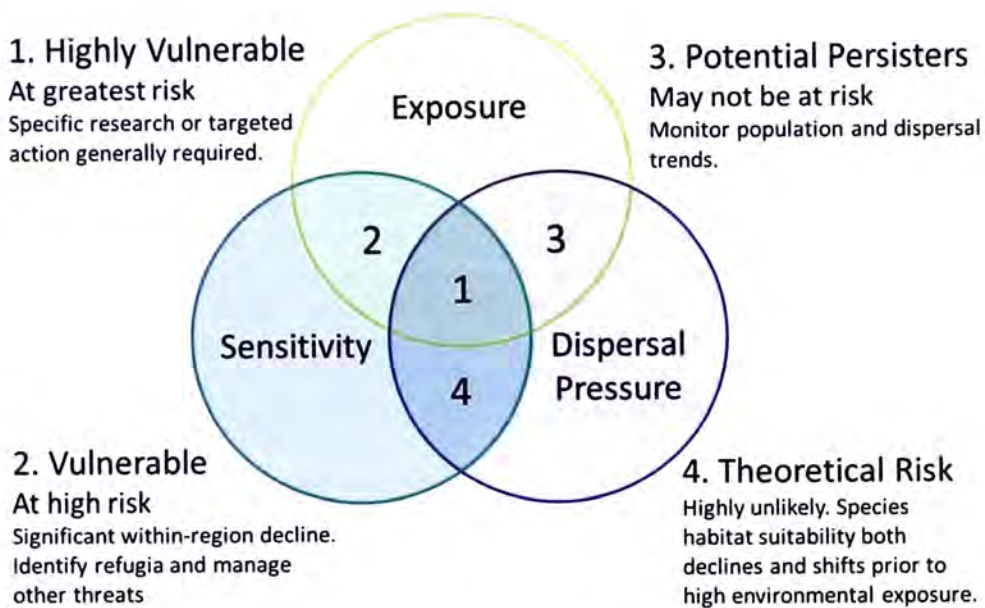 1. Highly Vulnerable
At greatest risk
Specific research or targeted
action generally required.
3. Potential Persisters
May not be at risk
Monitor population and dispersal
trends.
Exposure
2
3
1
Sensitivity
Dispersal
Pressure
4
2. Vulnerable
At high risk
Significant within-region decline.
Identify refugia and manage
other threats
4. Theoretical Risk
Highly unlikely. Species
habitat suitability both
declines and shifts prior to
high environmental exposure.